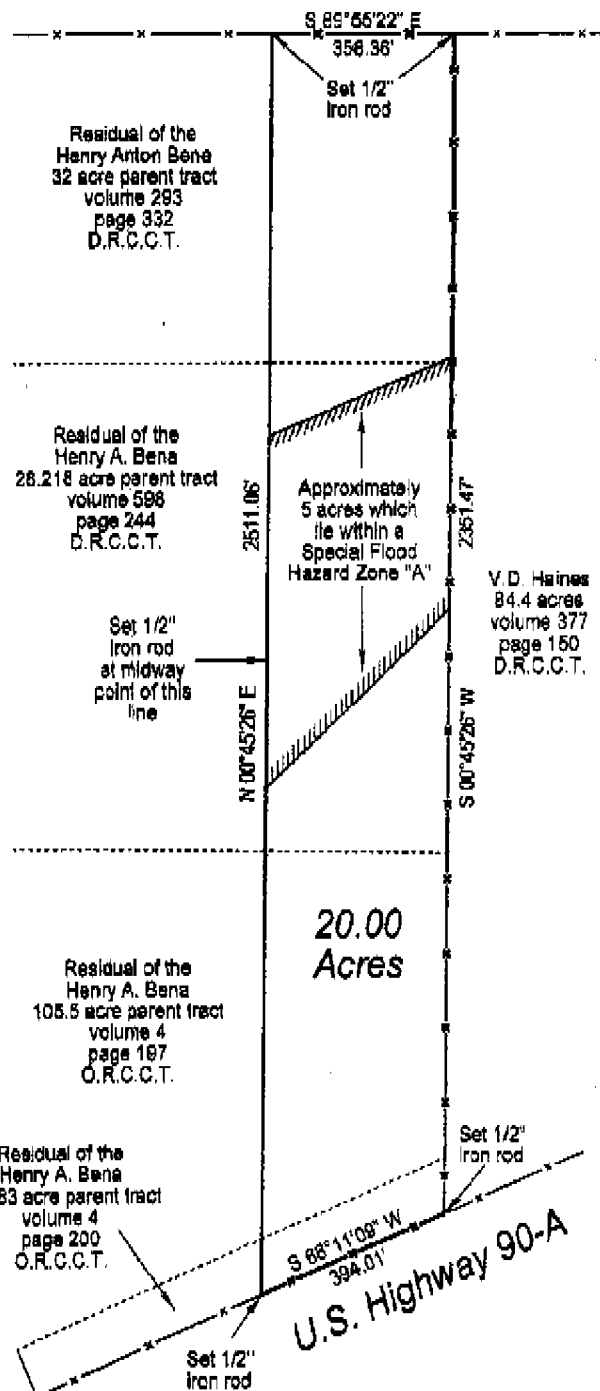 S 89°55'22" E
358.36'
Set 1/2"
iron rod
Residual of the
Henry Anton Bena
32 acre parent tract
volume 293
page 332
D.R.C.C.T.
Residual of the
Henry A. Bena
28.218 acre parent tract
volume 598
page 244
D.R.C.C.T.
2511.06'
Approximately
5 acres which
lie within a
Special Flood
Hazard Zone "A"
2351.47'
V.D. Haines
84.4 acres
volume 377
page 150
D.R.C.C.T.
Set 1/2"
iron rod
at midway
point of this
line
N 00°45'26" E
S 00°45'26" W
20.00
Acres
Residual of the
Henry A. Bena
105.5 acre parent tract
volume 4
page 197
O.R.C.C.T.
Residual of the
Henry A. Bena
83 acre parent tract
volume 4
page 200
O.R.C.C.T.
Set 1/2"
iron rod
S 66°11'09" W
394.01'
U.S. Highway 90-A
Set 1/2"
iron rod